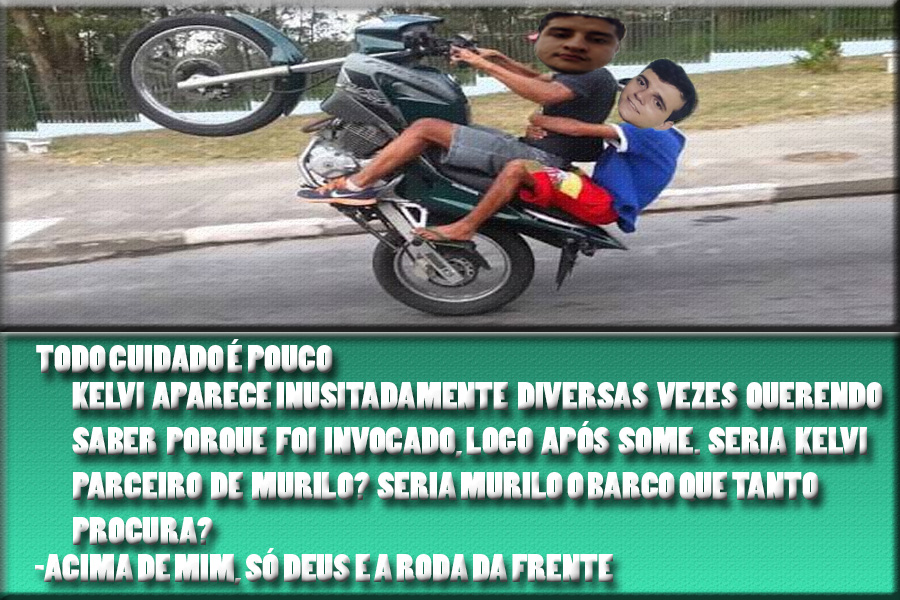 TODO CUIDADO É POUCO
KELVI APARECE INUSITADAMENTE DIVERSAS VEZES QUERENDO
SABER PORQUE FOI INVOCADO, LOGO APÓS SOME. SERIA KELVI
PARCEIRO DE MURILO? SERIA MURILO O BARCO QUE TANTO
PROCURA?
-ACIMA DE MIM, SÓ DEUS E A RODA DA FRENTE